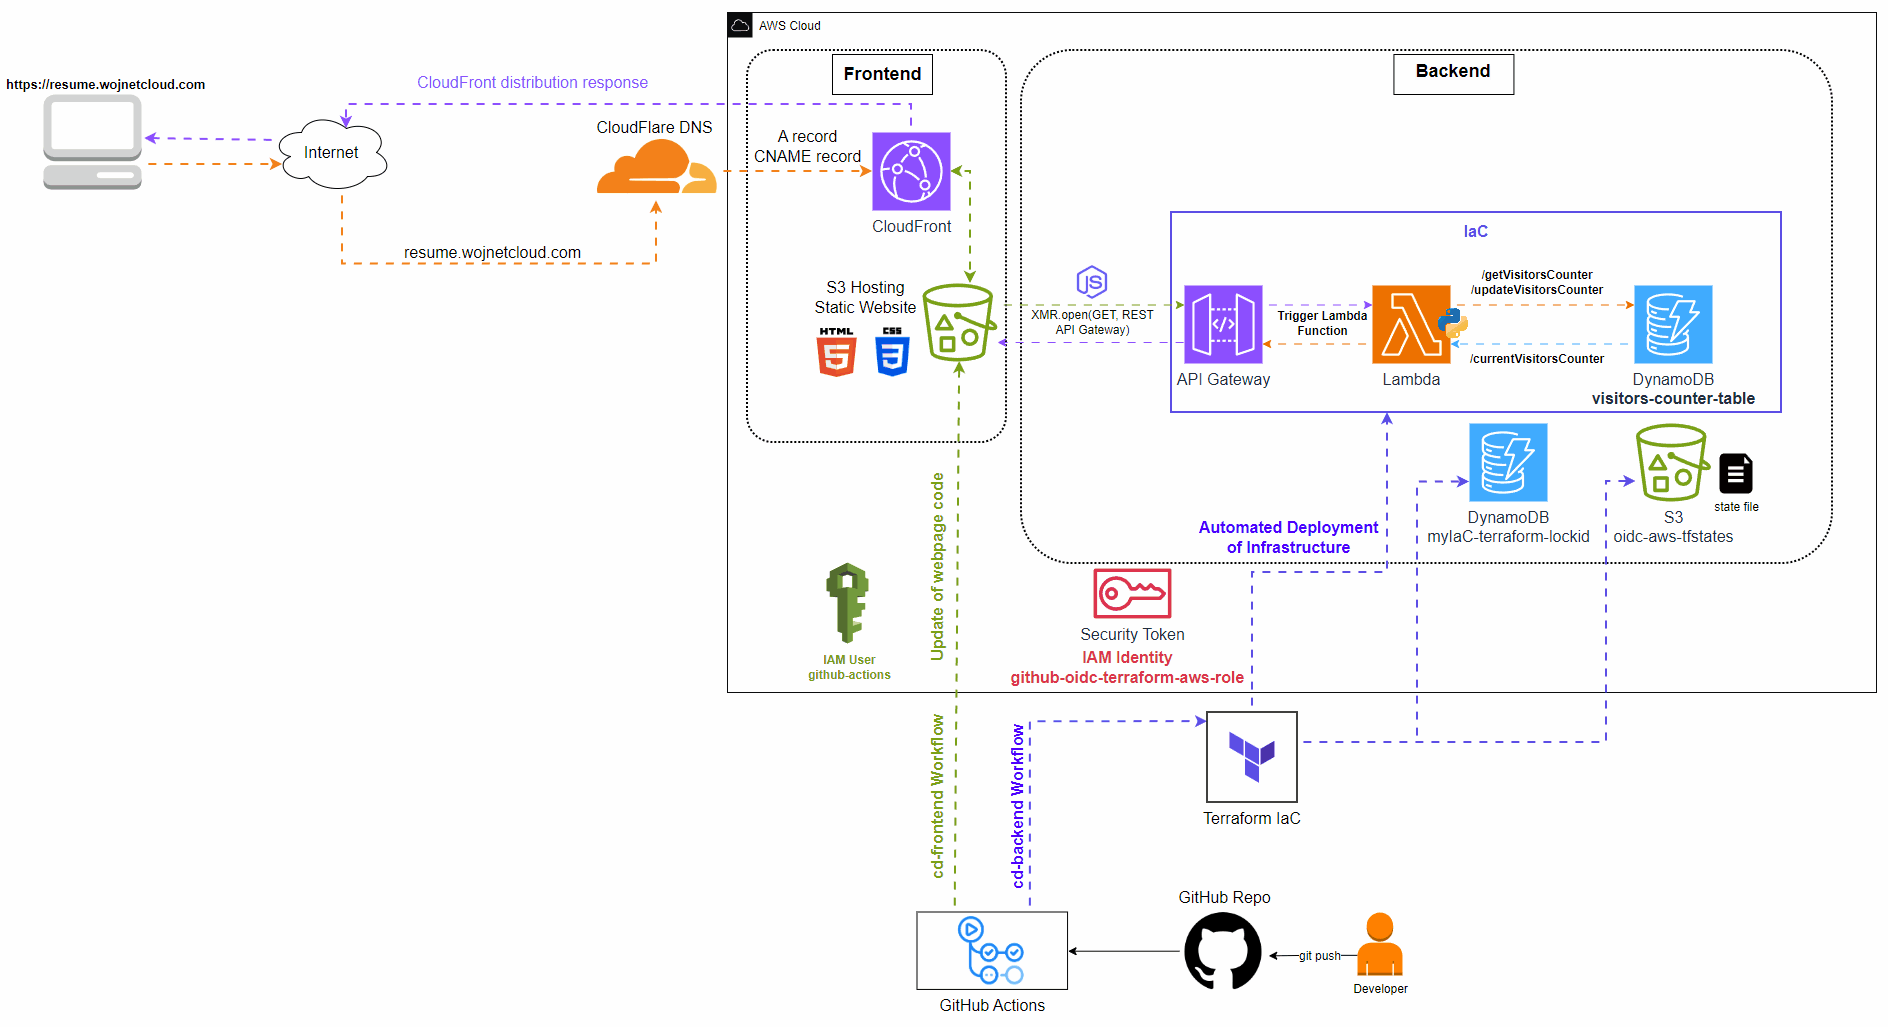 AWS Cloud
Frontend
Backend
https://resume.wojnetcloud.com
CloudFront distribution response
Internet
CloudFlare DNS
A record
CNAME record
CloudFront
resume.wojnetcloud.com
IaC
S3 Hosting
Static Website
HTML
5
CSS
3
JS
XMR.open(GET, REST
API Gateway)
API Gateway
Trigger Lambda
Function
Lambda
/getVisitorsCounter
/updateVisitorsCounter
/currentVisitorsCounter
DynamoDB
visitors-counter-table
DynamoDB
myIaC-terraform-lockid
S3
oidc-aws-tfstates
state file
Automated Deployment
of Infrastructure
Update of webpage code
IAM User
github-actions
Security Token
IAM Identity
github-oidc-terraform-aws-role
cd-frontend Workflow
cd-backend Workflow
Terraform IaC
GitHub Repo
git push
Developer
GitHub Actions